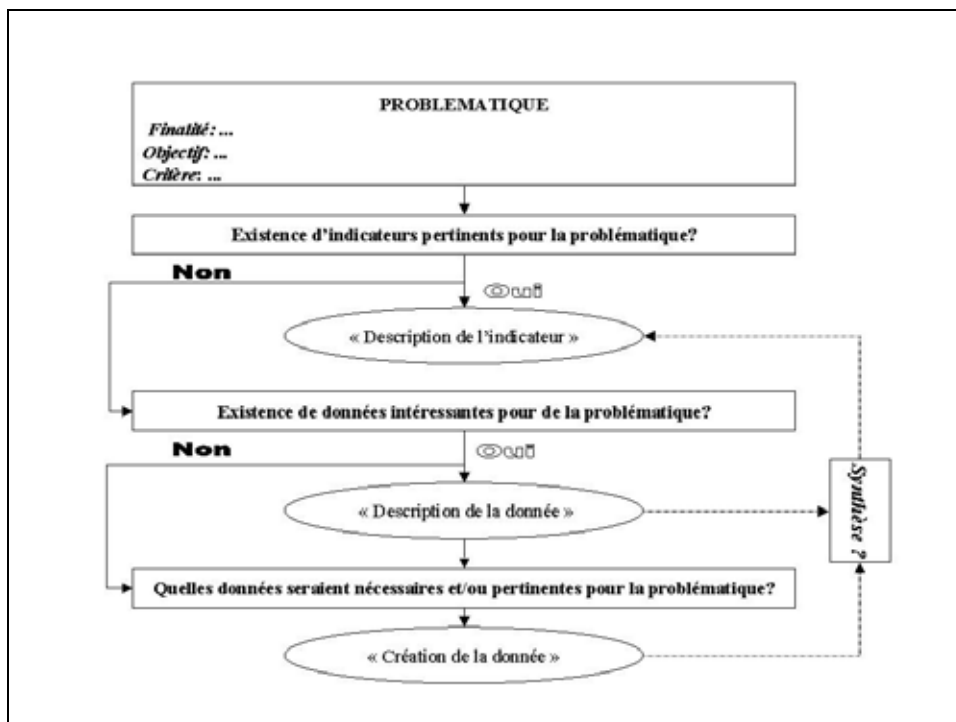 PROBLEMATIQUE
Finalité: ...
Objectif: ...
Critère: ...
Existence d'indicateurs pertinents pour la problématique?
Non
Oui
« Description de l'indicateur »
Existence de données intéressantes pour de la problématique?
Non
Oui
« Description de la donnée »
Synthèse ?
Quelles données seraient nécessaires et/ou pertinentes pour la problématique?
« Création de la donnée »